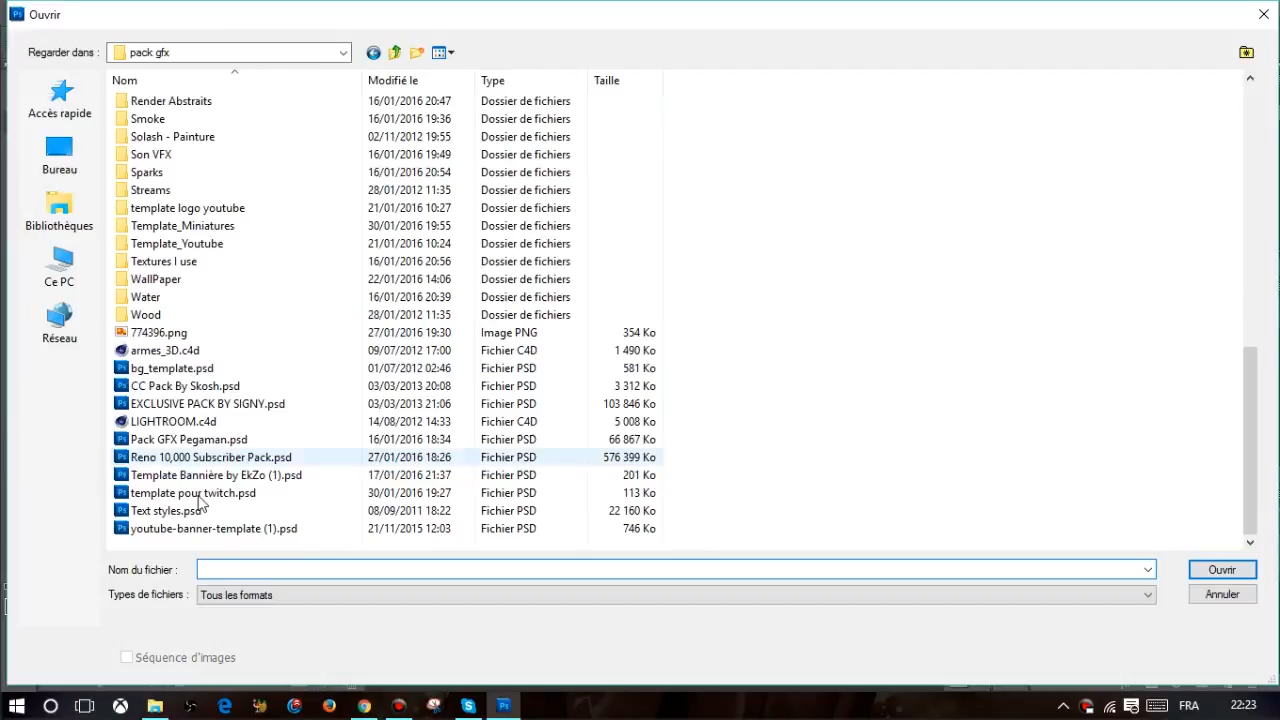 Ouvrir
Regarder dans : pack gfx
Nom Modifié le Type Taille
Render Abstraits 16/01/2016 20:47 Dossier de fichiers
Smoke 16/01/2016 19:36 Dossier de fichiers
Solash - Painture 02/11/2012 19:55 Dossier de fichiers
Son VFX 16/01/2016 19:49 Dossier de fichiers
Sparks 16/01/2016 20:54 Dossier de fichiers
Streams 28/01/2012 11:35 Dossier de fichiers
template logo youtube 21/01/2016 10:27 Dossier de fichiers
Template_Miniatures 30/01/2016 19:55 Dossier de fichiers
Template_Youtube 21/01/2016 10:24 Dossier de fichiers
Textures I use 16/01/2016 20:56 Dossier de fichiers
WallPaper 22/01/2016 14:06 Dossier de fichiers
Water 16/01/2016 20:39 Dossier de fichiers
Wood 28/01/2012 11:35 Dossier de fichiers
774396.png 27/01/2016 19:30 Image PNG 354 Ko
armes_3D.c4d 09/07/2012 17:00 Fichier C4D 1 490 Ko
bg_template.psd 01/07/2012 02:46 Fichier PSD 581 Ko
CC Pack By Skosh.psd 03/03/2013 20:08 Fichier PSD 3 312 Ko
EXCLUSIVE PACK BY SIGNY.psd 03/03/2013 21:06 Fichier PSD 103 846 Ko
LIGHTROOM.c4d 14/08/2012 14:33 Fichier C4D 5 008 Ko
Pack GFX Pegaman.psd 16/01/2016 18:34 Fichier PSD 66 867 Ko
Reno 10,000 Subscriber Pack.psd 27/01/2016 18:26 Fichier PSD 576 399 Ko
Template Bannière by EkZo (1).psd 17/01/2016 21:37 Fichier PSD 201 Ko
template pour twitch.psd 30/01/2016 19:27 Fichier PSD 113 Ko
Text styles.psd 08/09/2011 18:22 Fichier PSD 22 160 Ko
youtube-banner-template (1).psd 21/11/2015 12:03 Fichier PSD 746 Ko
Accès rapide
Bureau
Bibliothèques
Ce PC
Réseau
Nom du fichier : Ouvrir
Types de fichiers : Tous les formats Annuler
Séquence d'images
FRA 22:23